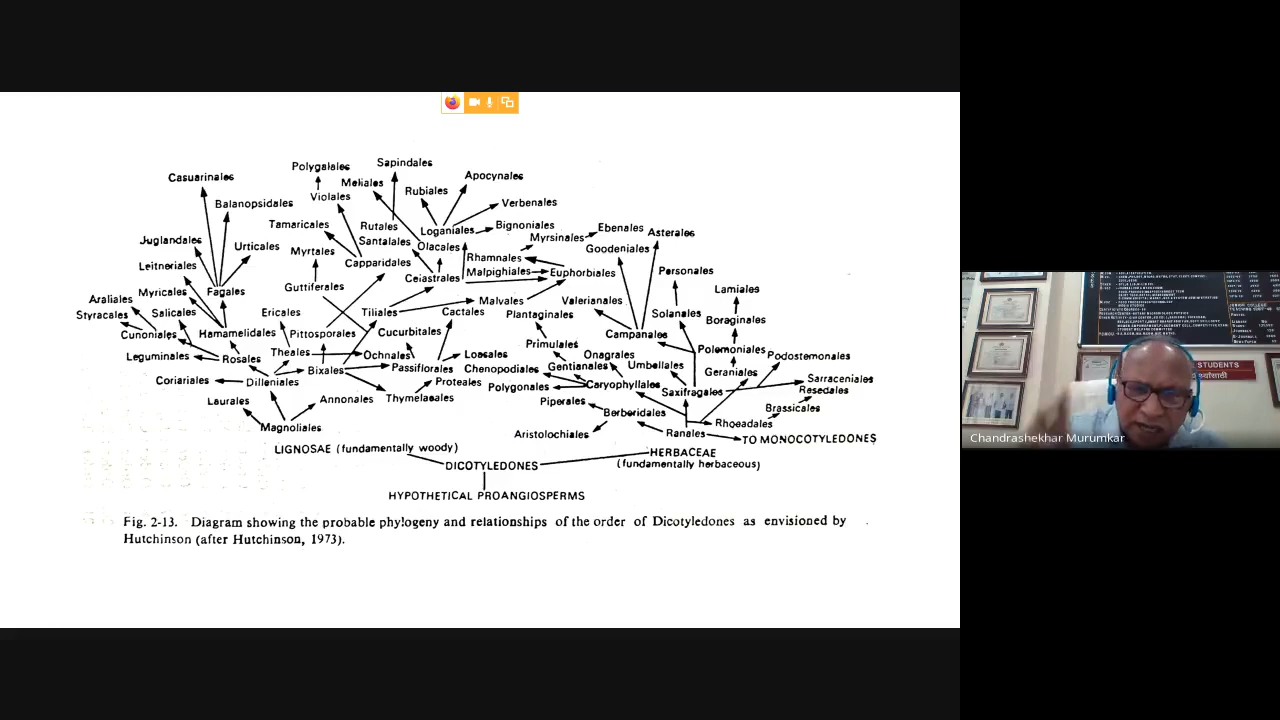 Sapindales
Polygalales
Casuarinales
Meliales
Apocynales
Rubiales
Violales
Balanopsidales
Verbenales
Tamaricales
Rutales
Bignoniales
Ebenales
Loganiales
Asterales
Myrsinales
Juglandales
Santalales
Urticales
Olacales
Goodeniales
Myrtales
Rhamnales
Leitneriales
Capparidales
Malpighiales
Euphorbiales
Personales
Ceiastrales
Guttiferales
Lamiales
Myricales
Fagales
Araliales
Malvales
Valerianales
Styracales
Salicales
Ericales
Tiliales
Cactales
Plantaginales
Solanales
Boraginales
Cunoniales
Hamamelidales
Pittosporales
Cucurbitales
Campanales
Primulales
Polemoniales
Leguminales
Rosales
Theales
Ochnales
Loasales
Onagrales
Podostemonales
Bixales
Passiflorales
Chenopodiales
Gentianales
Umbellales
Geraniales
Coriariales
Dilleniales
Proteales
Polygonales
Caryophyllales
Saxifragales
Sarraceniales
Resedales
Laurales
Annonales
Thymelaeales
Piperales
Berberidales
Brassicales
Magnoliales
Aristolochiales
Ranales
Rhoeadales
TO MONOCOTYLEDONES
LIGNOSAE (fundamentally woody)
HERBACEAE
DICOTYLEDONES
(fundamentally herbaceous)
HYPOTHETICAL PROANGIOSPERMS
Fig. 2-13. Diagram showing the probable phylogeny and relationships of the order of Dicotyledones as envisioned by
Hutchinson (after Hutchinson, 1973).
STUDENTS
Chandrashekhar Murumkar